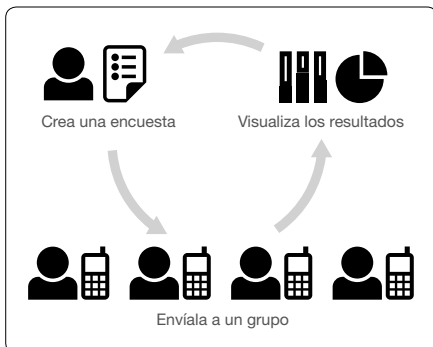 Crea una encuesta
Visualiza los resultados
Envíala a un grupo